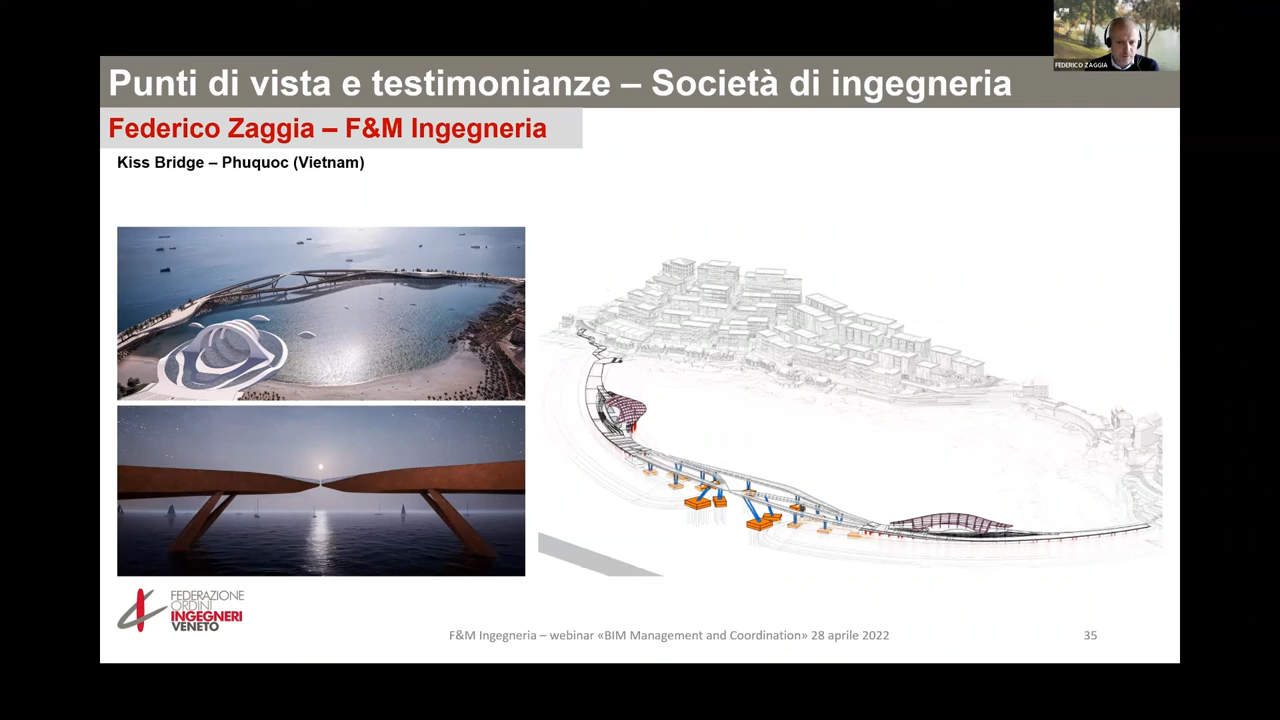 F&M
FEDERICO ZAGGIA
Punti di vista e testimonianze – Società di ingegneria
Federico Zaggia – F&M Ingegneria
Kiss Bridge – Phuquoc (Vietnam)
FEDERAZIONE
ORDINI
INGEGNERI
VENETO
F&M Ingegneria – webinar «BIM Management and Coordination» 28 aprile 2022
35